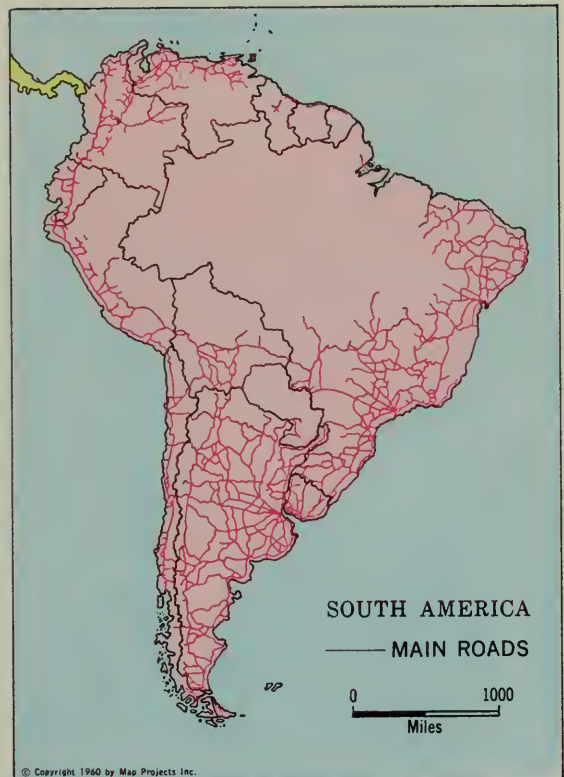 SOUTH AMERICA
MAIN ROADS
0 1000
Miles
© Copyright 1960 by Map Projects Inc.